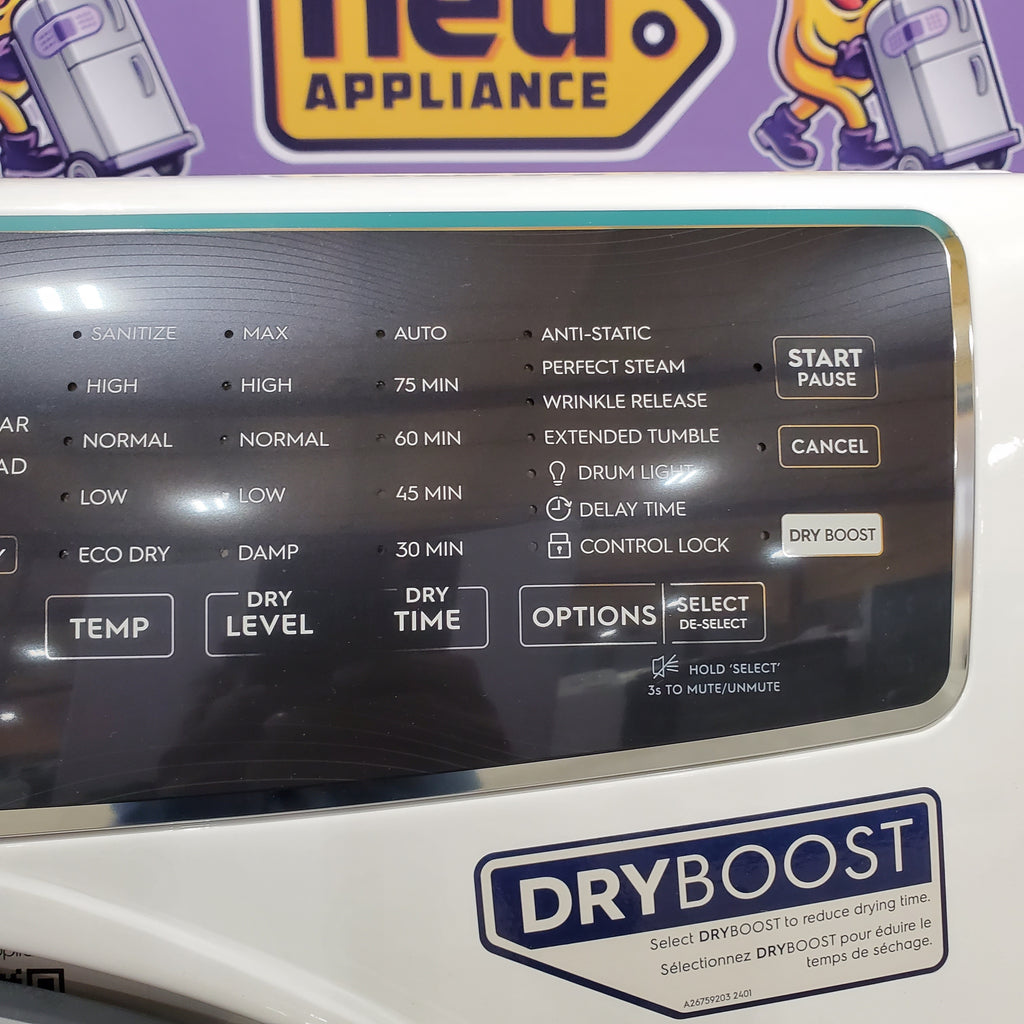 neu
APPLIANCE
SANITIZE
HIGH
NORMAL
LOW
ECO DRY
TEMP
MAX
HIGH
NORMAL
LOW
DAMP
DRY
LEVEL
AUTO
75 MIN
60 MIN
45 MIN
30 MIN
DRY
TIME
ANTI-STATIC
PERFECT STEAM
WRINKLE RELEASE
EXTENDED TUMBLE
DRUM LIGHT
DELAY TIME
CONTROL LOCK
OPTIONS
SELECT
DE-SELECT
HOLD 'SELECT'
3s TO MUTE/UNMUTE
START
PAUSE
CANCEL
DRY BOOST
DRYBOOST
Select DRYBOOST to reduce drying time.
Sélectionnez DRYBOOST pour éduire le
temps de séchage.
A26759203 2401